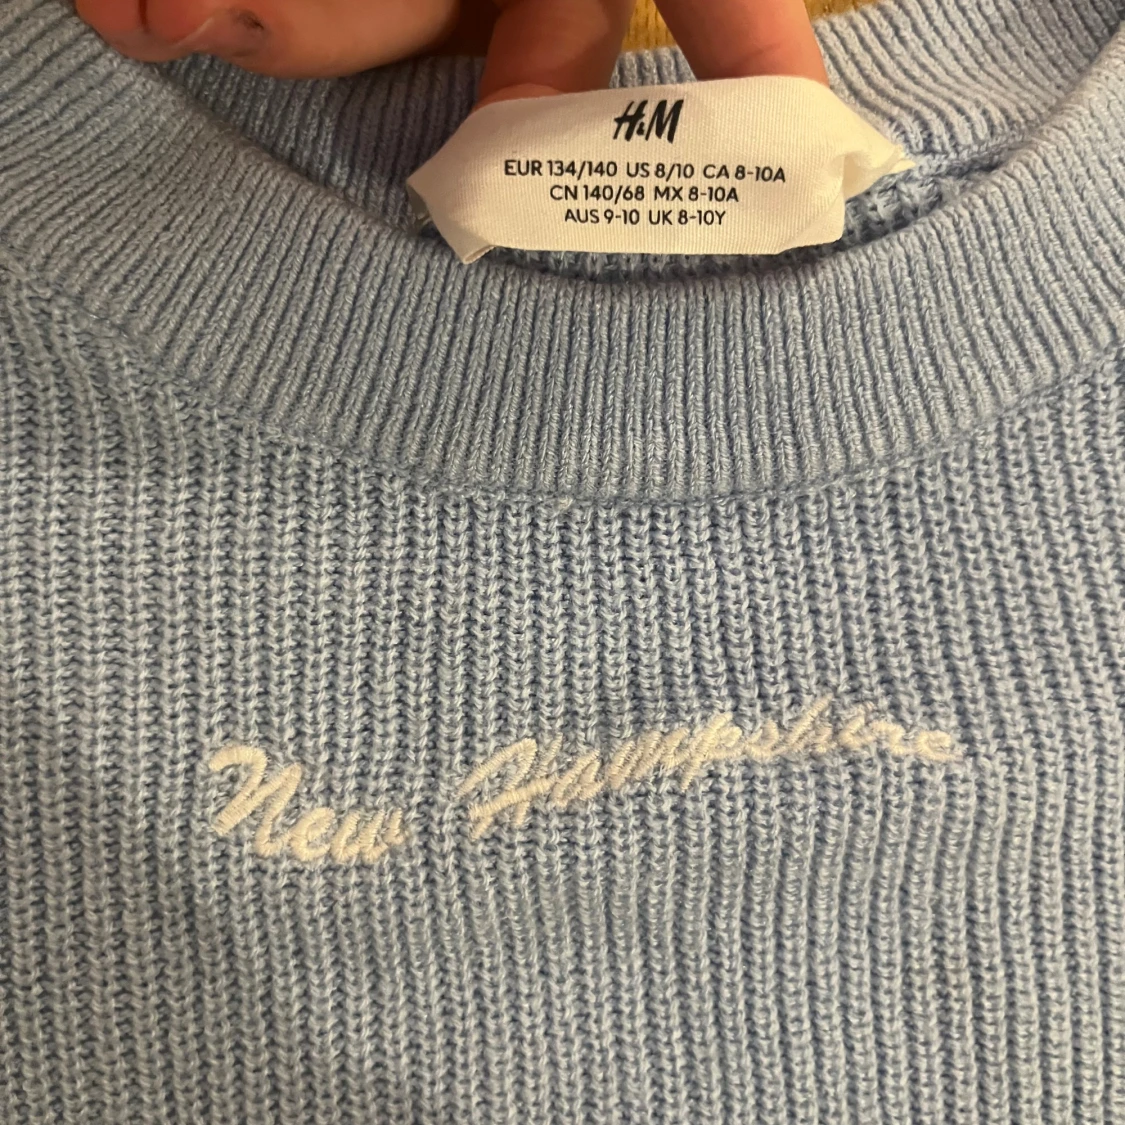 H&M
EUR 134/140 US 8/10 CA 8-10A
CN 140/68 MX 8-10A
AUS 9-10 UK 8-10Y
New Hampshire